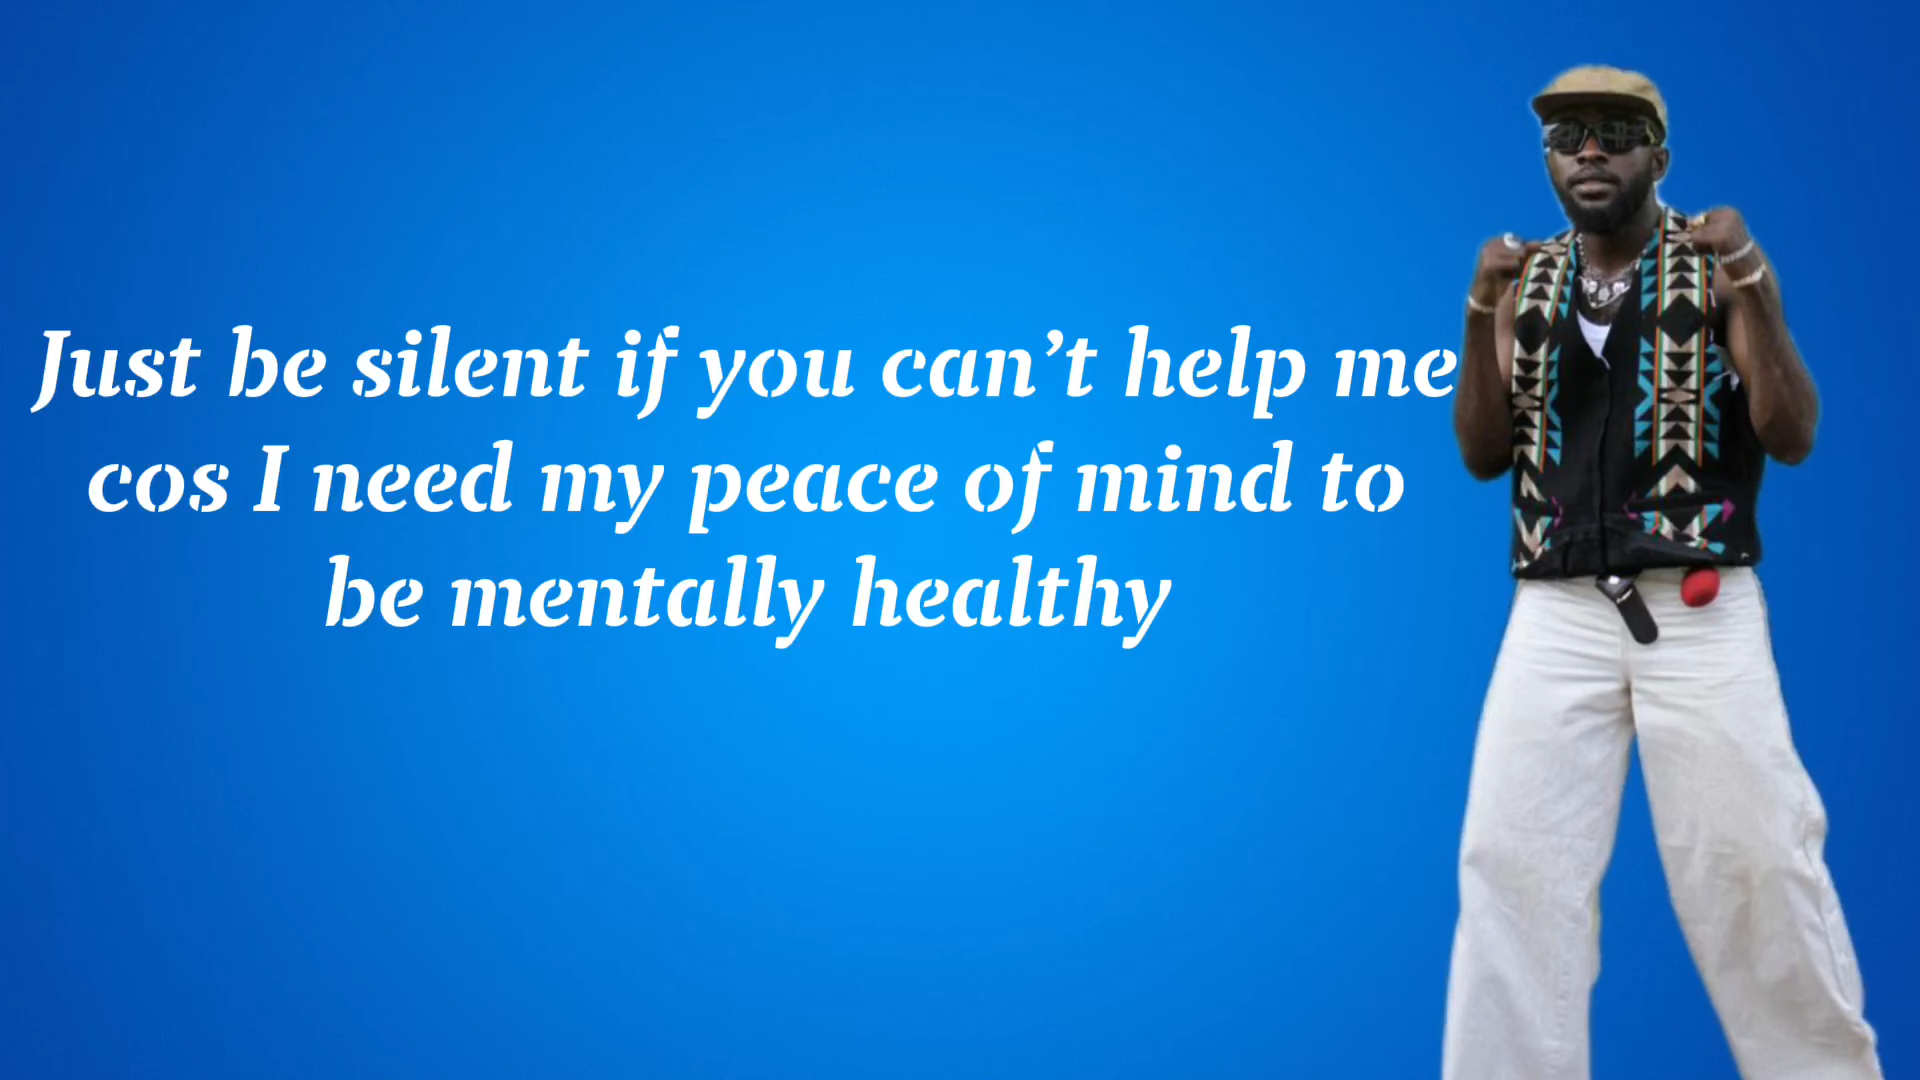 Just be silent if you can’t help me
cos I need my peace of mind to
be mentally healthy